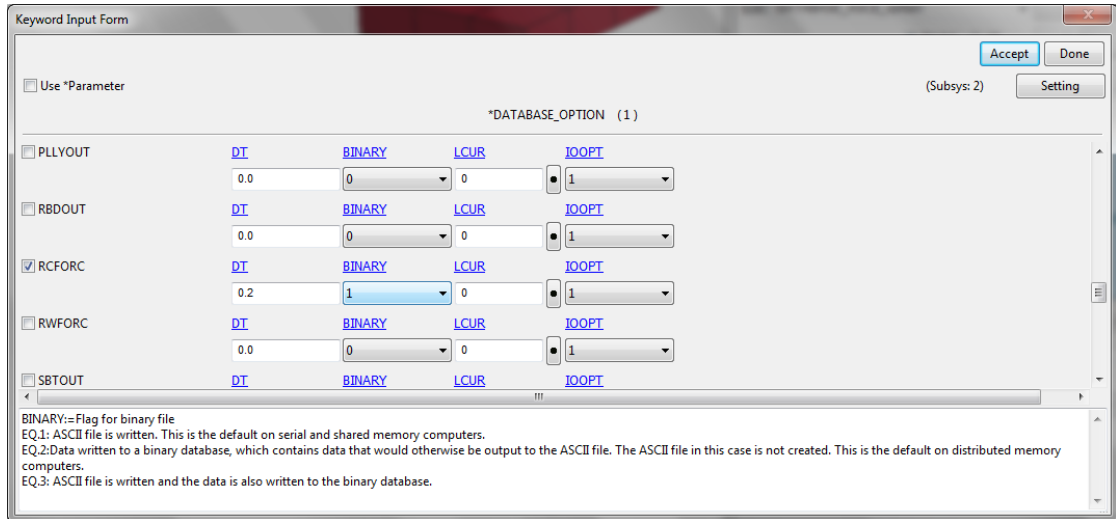 Keyword Input Form
Accept Done
Use *Parameter (Subsys: 2) Setting
*DATABASE_OPTION (1)
PLLYOUT DT BINARY LCUR IOOPT
0.0 0 0 1
RBDOUT DT BINARY LCUR IOOPT
0.0 0 0 1
RCFORC DT BINARY LCUR IOOPT
0.2 1 0 1
RWFORC DT BINARY LCUR IOOPT
0.0 0 0 1
SBTOUT DT BINARY LCUR IOOPT
BINARY:=Flag for binary file
EQ.1: ASCII file is written. This is the default on serial and shared memory computers.
EQ.2:Data written to a binary database, which contains data that would otherwise be output to the ASCII file. The ASCII file in this case is not created. This is the default on distributed memory
computers.
EQ.3: ASCII file is written and the data is also written to the binary database.